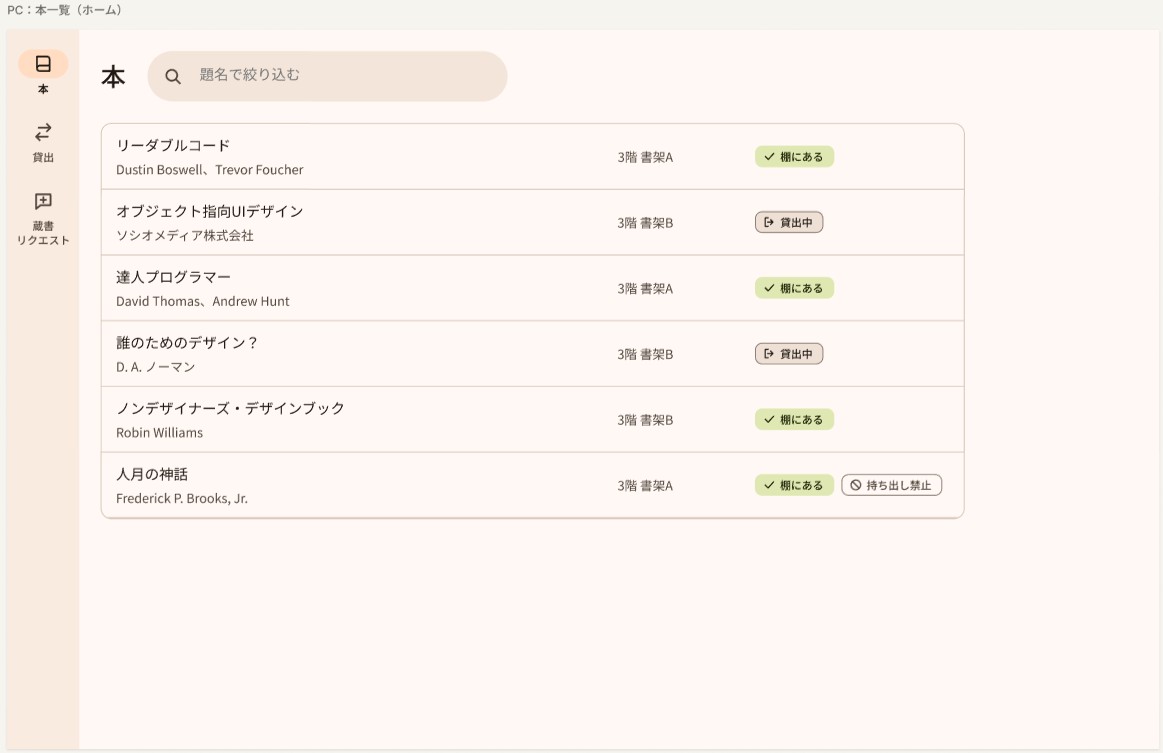 PC：本一覧（ホーム）
本
貸出
蔵書
リクエスト
本
題名で絞り込む
リーダブルコード
Dustin Boswell、Trevor Foucher
3階 書架A
棚にある
オブジェクト指向UIデザイン
ソシオメディア株式会社
3階 書架B
貸出中
達人プログラマー
David Thomas、Andrew Hunt
3階 書架A
棚にある
誰のためのデザイン？
D. A. ノーマン
3階 書架B
貸出中
ノンデザイナーズ・デザインブック
Robin Williams
3階 書架B
棚にある
人月の神話
Frederick P. Brooks, Jr.
3階 書架A
棚にある
持ち出し禁止